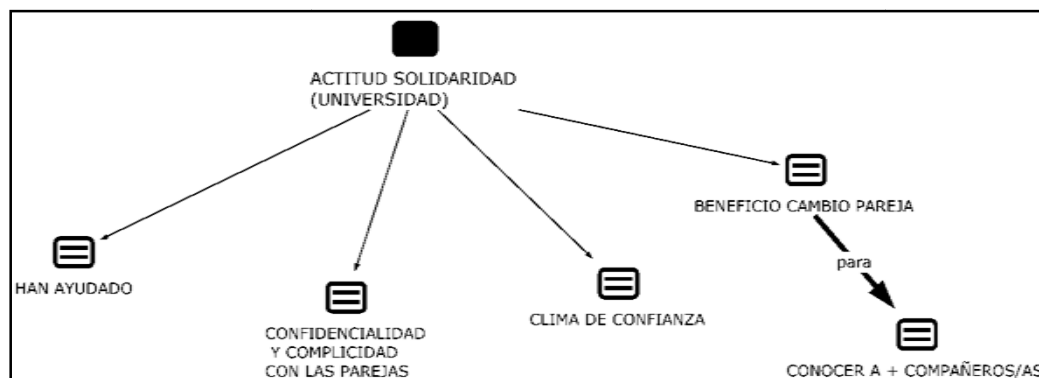 ACTITUD SOLIDARIDAD
(UNIVERSIDAD)
BENEFICIO CAMBIO PAREJA
para
HAN AYUDADO
CONFIDENCIALIDAD
Y COMPLICIDAD
CON LAS PAREJAS
CLIMA DE CONFIANZA
CONOCER A + COMPAÑEROS/AS